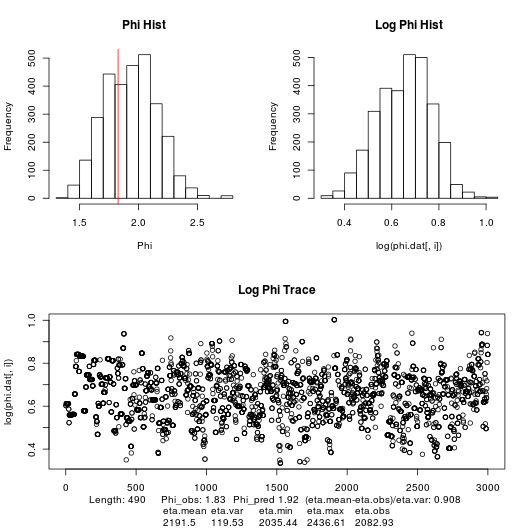 Phi Hist
Frequency
0 100 200 300 400 500
1.5 2.0 2.5
Phi
Log Phi Hist
Frequency
0 100 200 300 400 500
0.4 0.6 0.8 1.0
log(phi.dat[, i])
Log Phi Trace
log(phi.dat[, i])
0.4 0.6 0.8 1.0
0 500 1000 1500 2000 2500 3000
Length: 490 Phi_obs: 1.83 Phi_pred 1.92 (eta.mean-eta.obs)/eta.var: 0.908
eta.mean eta.var eta.min eta.max eta.obs
2191.5 119.53 2035.44 2436.61 2082.93